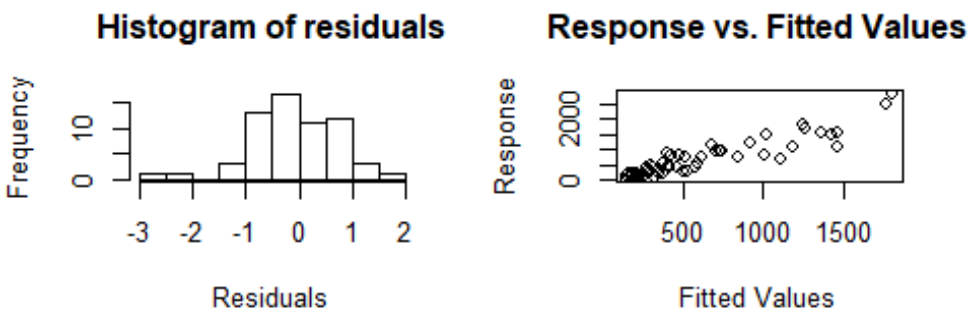 Histogram of residuals
Frequency
0 10
-3 -2 -1 0 1 2
Residuals
Response vs. Fitted Values
Response
0 2000
500 1000 1500
Fitted Values